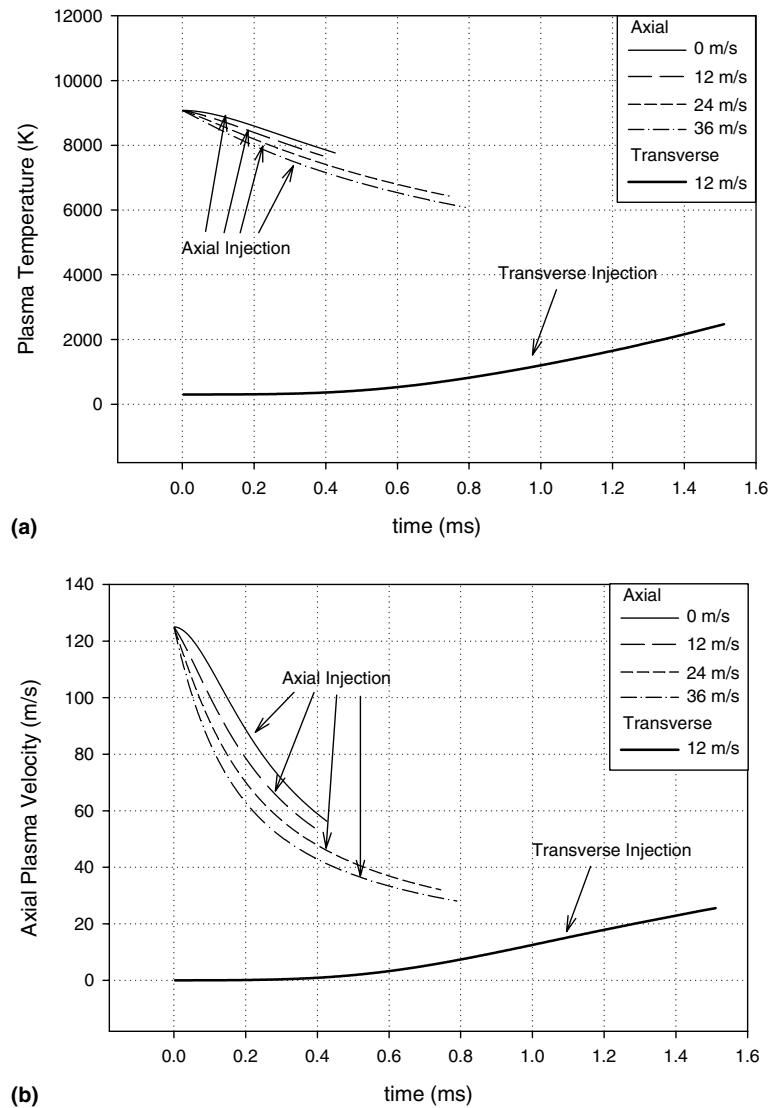 12000
10000
8000
6000
4000
2000
0
Plasma Temperature (K)
Axial
0 m/s
12 m/s
24 m/s
36 m/s
Transverse
12 m/s
Axial Injection
Transverse Injection
0.0 0.2 0.4 0.6 0.8 1.0 1.2 1.4 1.6
(a)
time (ms)
140
120
100
80
60
40
20
0
Axial Plasma Velocity (m/s)
Axial
0 m/s
12 m/s
24 m/s
36 m/s
Transverse
12 m/s
Axial Injection
Transverse Injection
0.0 0.2 0.4 0.6 0.8 1.0 1.2 1.4 1.6
(b)
time (ms)